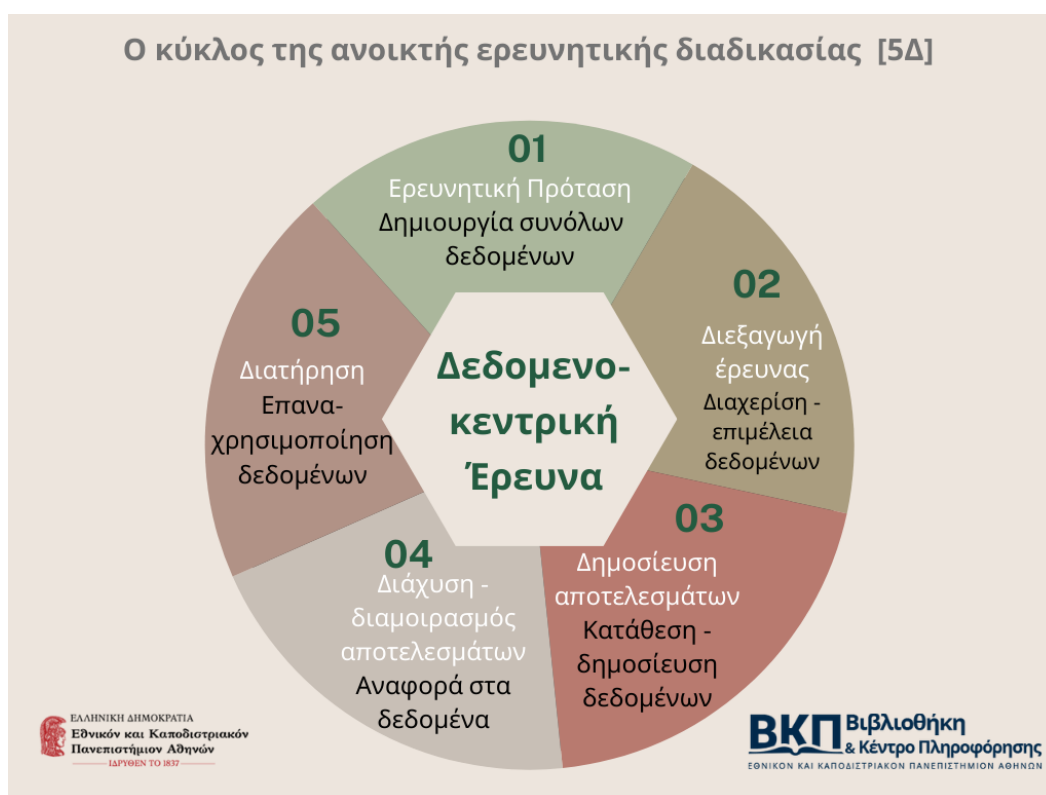 Ο κύκλος της ανοικτής ερευνητικής διαδικασίας [5Δ]
01
Ερευνητική Πρόταση
Δημιουργία συνόλων
δεδομένων
02
Διεξαγωγή
έρευνας
Διαχερίση -
επιμέλεια
δεδομένων
03
Δημοσίευση
αποτελεσμάτων
Κατάθεση -
δημοσίευση
δεδομένων
04
Διάχυση -
διαμοιρασμός
αποτελεσμάτων
Αναφορά στα
δεδομένα
05
Διατήρηση
Επανα-
χρησιμοποίηση
δεδομένων
Δεδομενο-
κεντρική
Έρευνα
ΕΛΛΗΝΙΚΗ ΔΗΜΟΚΡΑΤΙΑ
Εθνικόν και Καποδιστριακόν
Πανεπιστήμιον Αθηνών
ΙΔΡΥΘΕΝ ΤΟ 1837
ΒΚΠ Βιβλιοθήκη
& Κέντρο Πληροφόρησης
ΕΘΝΙΚΟΝ ΚΑΙ ΚΑΠΟΔΙΣΤΡΙΑΚΟΝ ΠΑΝΕΠΙΣΤΗΜΙΟΝ ΑΘΗΝΩΝ